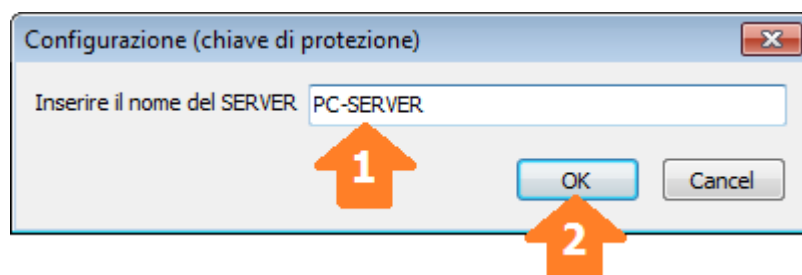 Configurazione (chiave di protezione)
Inserire il nome del SERVER PC-SERVER
1
OK Cancel
2